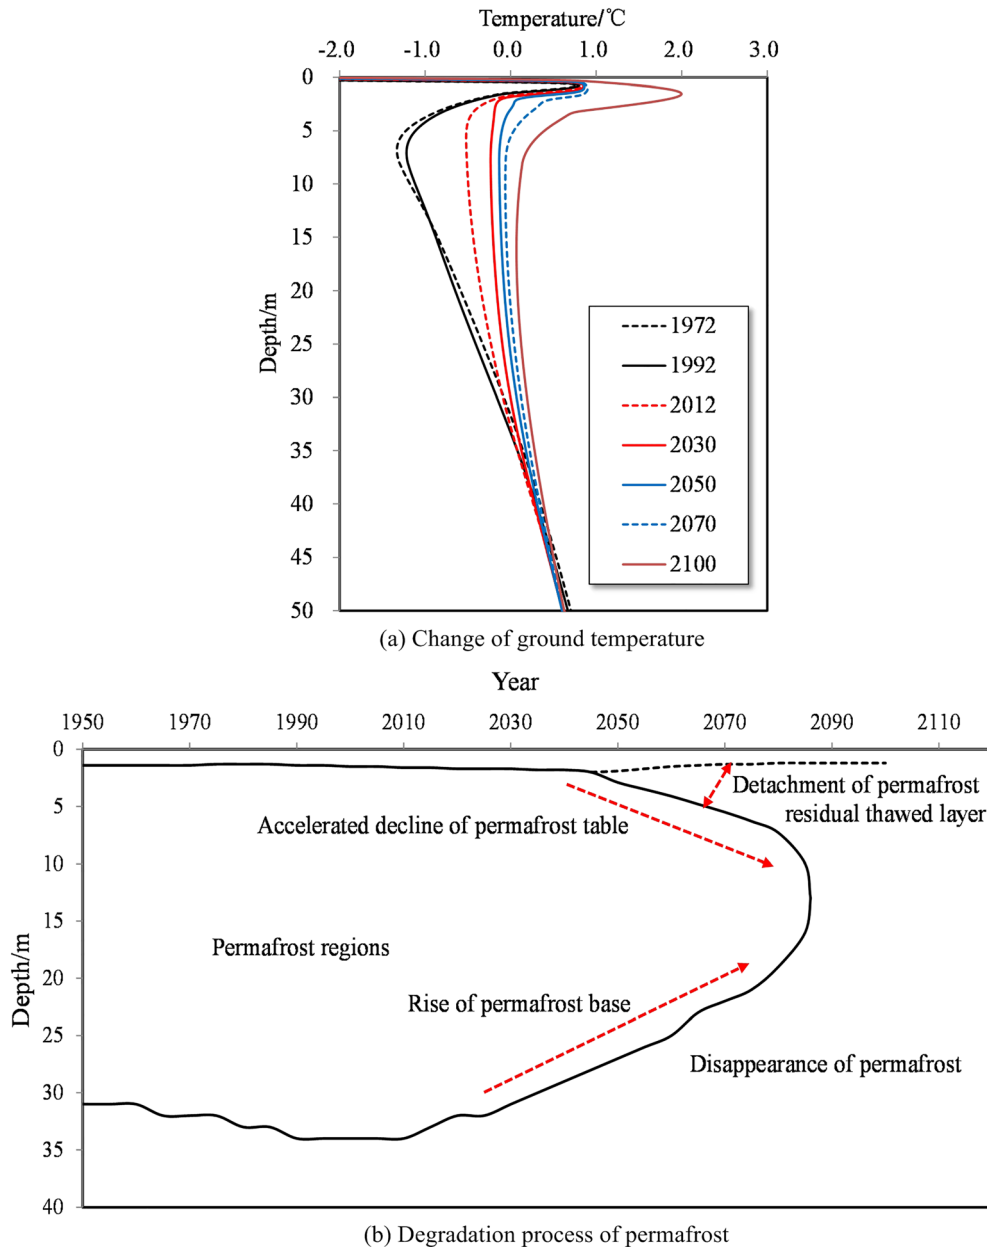 Temperature/℃
-2.0 -1.0 0.0 1.0 2.0 3.0
0
5
10
15
20
25
30
35
40
45
50
Depth/m
1972
1992
2012
2030
2050
2070
2100
(a) Change of ground temperature
Year
1950 1970 1990 2010 2030 2050 2070 2090 2110
0
5
10
15
20
25
30
35
40
Depth/m
Detachment of permafrost
residual thawed layer
Accelerated decline of permafrost table
Permafrost regions
Rise of permafrost base
Disappearance of permafrost
(b) Degradation process of permafrost